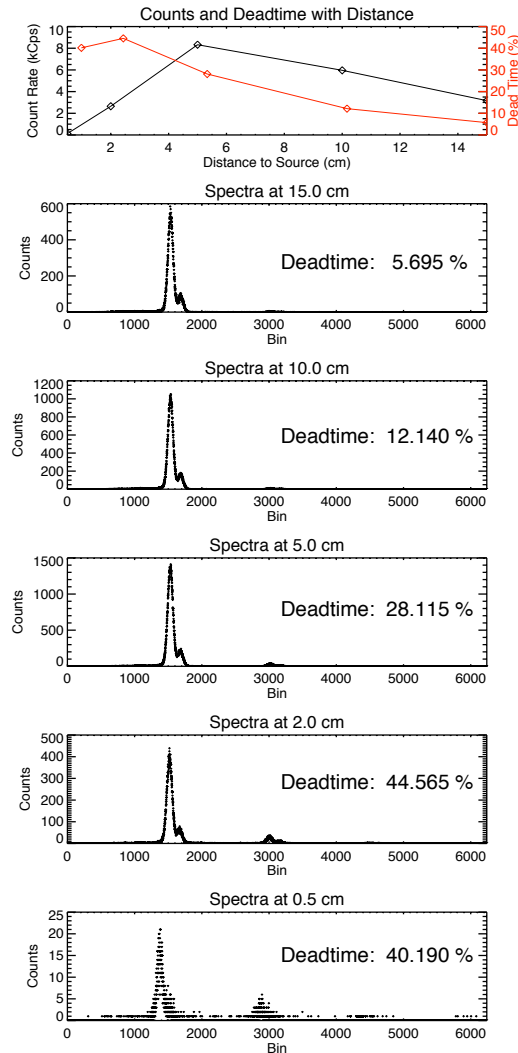 Counts and Deadtime with Distance
Count Rate (kCps)
10
8
6
4
2
0
50
40
30
20
10
0
Dead Time (%)
2 4 6 8 10 12 14
Distance to Source (cm)
Spectra at 15.0 cm
Counts
600
400
200
0
Deadtime: 5.695 %
0 1000 2000 3000 4000 5000 6000
Bin
Spectra at 10.0 cm
Counts
1200
1000
800
600
400
200
0
Deadtime: 12.140 %
0 1000 2000 3000 4000 5000 6000
Bin
Spectra at 5.0 cm
Counts
1500
1000
500
0
Deadtime: 28.115 %
0 1000 2000 3000 4000 5000 6000
Bin
Spectra at 2.0 cm
Counts
500
400
300
200
100
0
Deadtime: 44.565 %
0 1000 2000 3000 4000 5000 6000
Bin
Spectra at 0.5 cm
Counts
25
20
15
10
5
0
Deadtime: 40.190 %
0 1000 2000 3000 4000 5000 6000
Bin